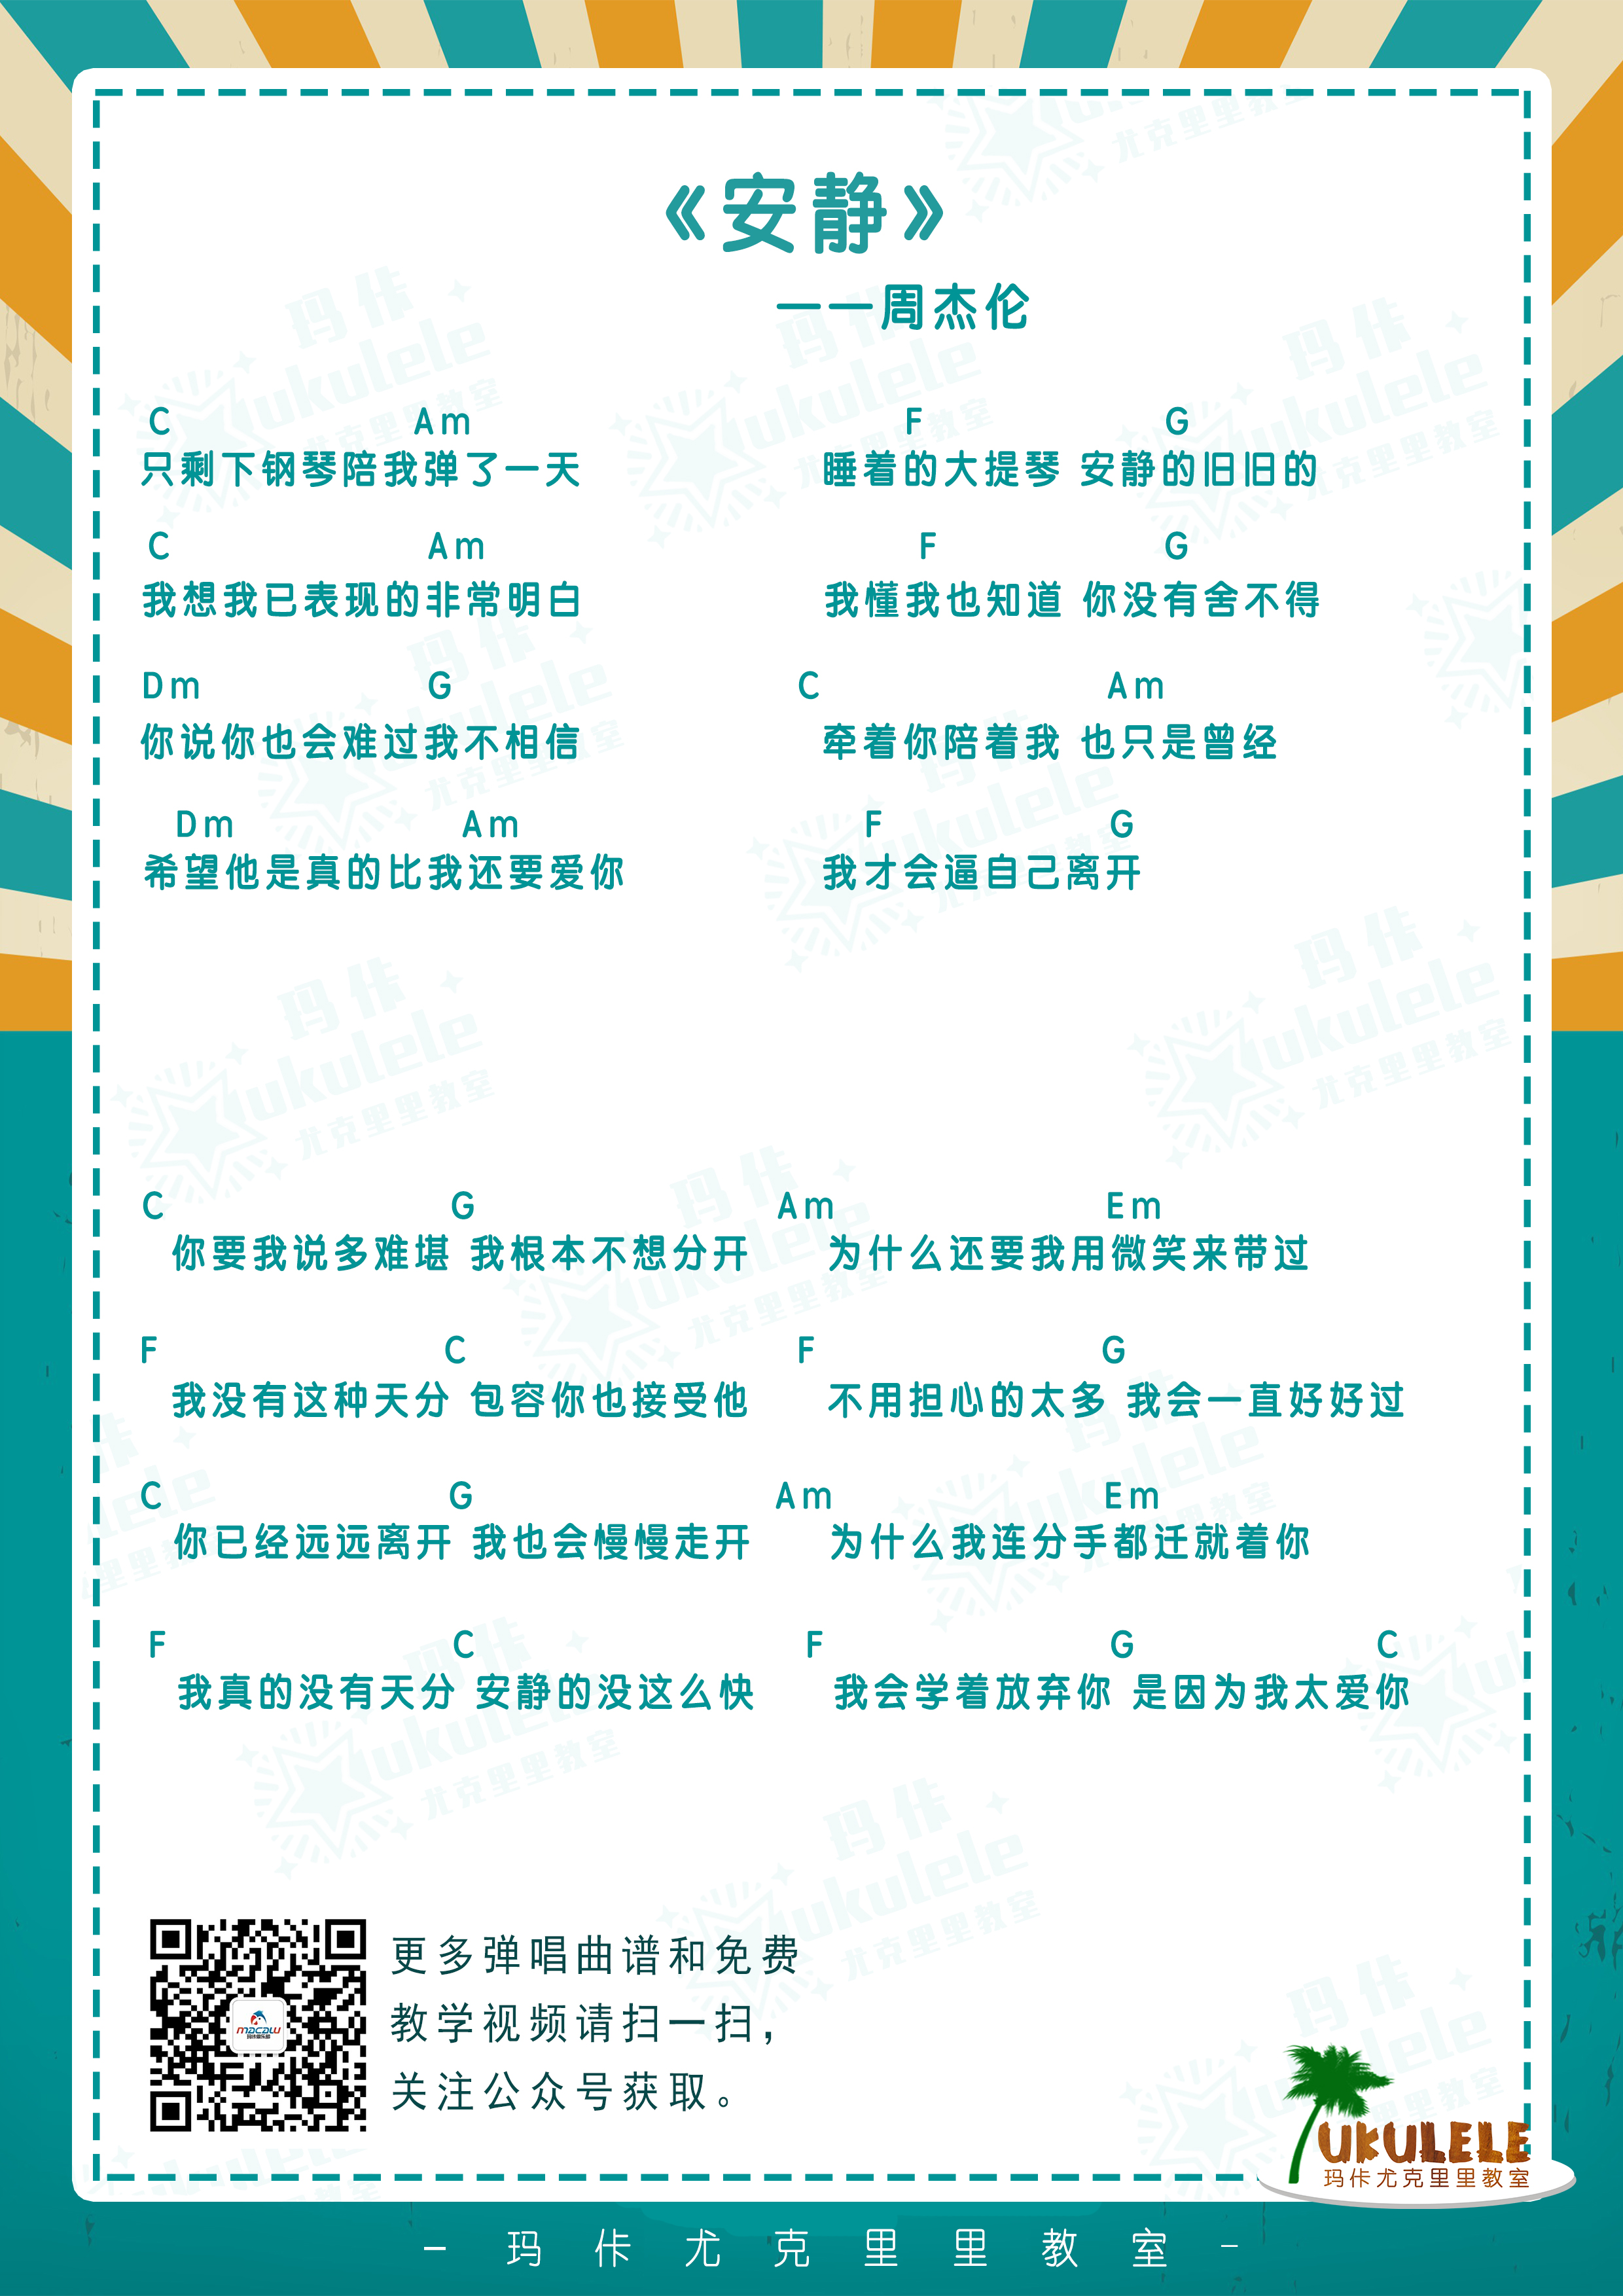 《安静》
——周杰伦
C Am F G
只剩下钢琴陪我弹了一天 睡着的大提琴 安静的旧旧的
C Am F G
我想我已表现的非常明白 我懂我也知道 你没有舍不得
Dm G C Am
你说你也会难过我不相信 牵着你陪着我 也只是曾经
Dm Am F G
希望他是真的比我还要爱你 我才会逼自己离开
C G Am Em
你要我说多难堪 我根本不想分开 为什么还要我用微笑来带过
F C F G
我没有这种天分 包容你也接受他 不用担心的太多 我会一直好好过
C G Am Em
你已经远远离开 我也会慢慢走开 为什么我连分手都迁就着你
F C F G C
我真的没有天分 安静的没这么快 我会学着放弃你 是因为我太爱你
更多弹唱曲谱和免费
教学视频请扫一扫，
关注公众号获取。
macaw
UKULELE
玛佧尤克里里教室
- 玛佧尤克里里教室 -
玛佧
ukulele
尤克里里教室